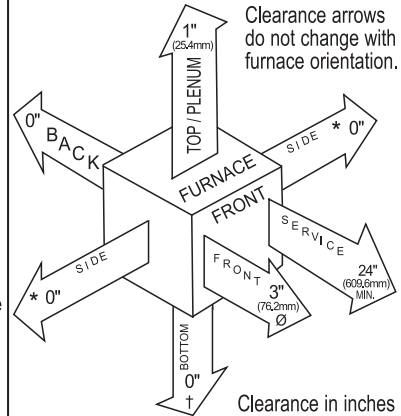 Clearance arrows
do not change with
furnace orientation.
1"
(25.4mm)
TOP / PLENUM
0"
BACK
SIDE * 0"
FURNACE
FRONT
SERVICE
24"
(609.6mm)
MIN.
SIDE
* 0"
FRONT
3"
(76.2mm)
Ø
BOTTOM
0"
†
Clearance in inches
e